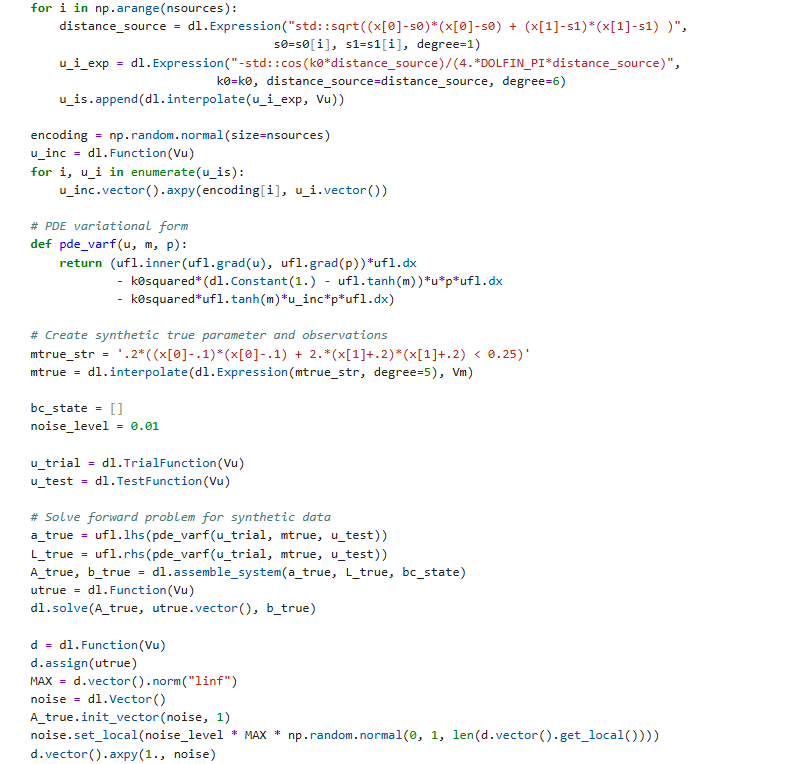 for i in np.arange(nsources):
    distance_source = dl.Expression("std::sqrt((x[0]-s0)*(x[0]-s0) + (x[1]-s1)*(x[1]-s1) )",
                                    s0=s0[i], s1=s1[i], degree=1)
    u_i_exp = dl.Expression("-std::cos(k0*distance_source)/(4.*DOLFIN_PI*distance_source)",
                            k0=k0, distance_source=distance_source, degree=6)
    u_is.append(dl.interpolate(u_i_exp, Vu))

encoding = np.random.normal(size=nsources)
u_inc = dl.Function(Vu)
for i, u_i in enumerate(u_is):
    u_inc.vector().axpy(encoding[i], u_i.vector())

# PDE variational form
def pde_varf(u, m, p):
    return (ufl.inner(ufl.grad(u), ufl.grad(p))*ufl.dx
            - k0squared*(dl.Constant(1.) - ufl.tanh(m))*u*p*ufl.dx
            - k0squared*ufl.tanh(m)*u_inc*p*ufl.dx)

# Create synthetic true parameter and observations
mtrue_str = '.2*((x[0]-.1)*(x[0]-.1) + 2.*(x[1]+.2)*(x[1]+.2) < 0.25)'
mtrue = dl.interpolate(dl.Expression(mtrue_str, degree=5), Vm)

bc_state = []
noise_level = 0.01

u_trial = dl.TrialFunction(Vu)
u_test = dl.TestFunction(Vu)

# Solve forward problem for synthetic data
a_true = ufl.lhs(pde_varf(u_trial, mtrue, u_test))
L_true = ufl.rhs(pde_varf(u_trial, mtrue, u_test))
A_true, b_true = dl.assemble_system(a_true, L_true, bc_state)
utrue = dl.Function(Vu)
dl.solve(A_true, utrue.vector(), b_true)

d = dl.Function(Vu)
d.assign(utrue)
MAX = d.vector().norm("linf")
noise = dl.Vector()
A_true.init_vector(noise, 1)
noise.set_local(noise_level * MAX * np.random.normal(0, 1, len(d.vector().get_local())))
d.vector().axpy(1., noise)